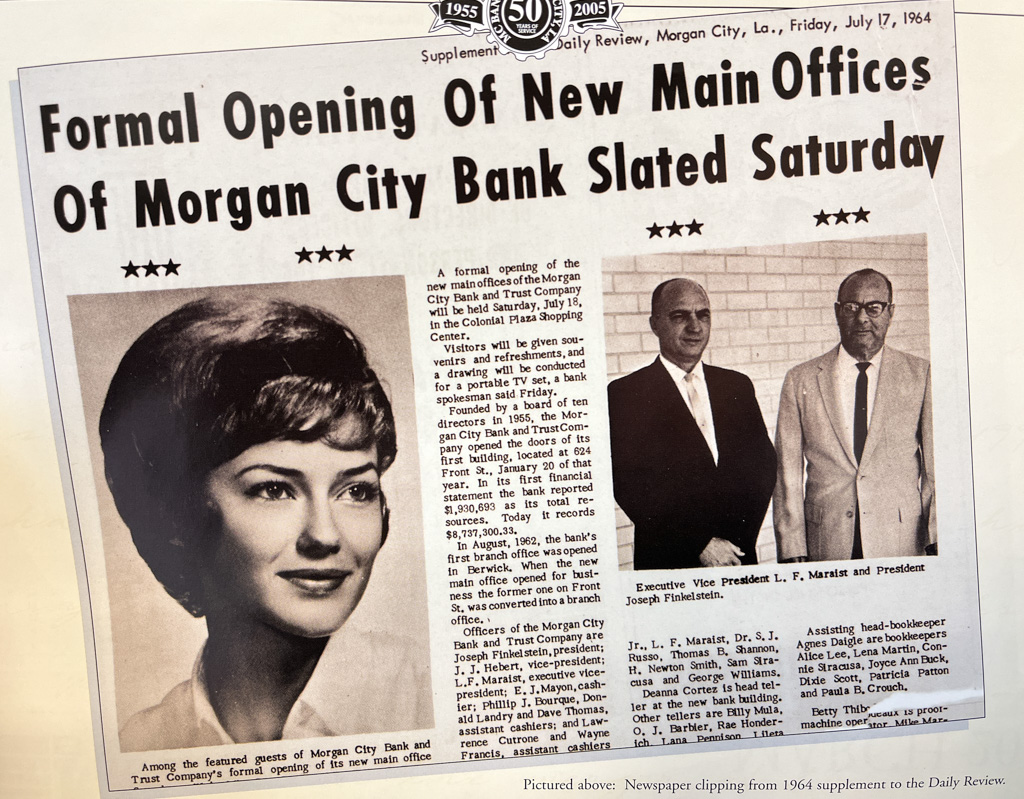 1955
50
YEARS OF
SERVICE
2005
Supplement
Daily Review, Morgan City, La., Friday, July 17, 1964
Formal Opening Of New Main Offices
Of Morgan City Bank Slated Saturday
A formal opening of the
new main offices of the Morgan
City Bank and Trust Company
will be held Saturday, July 18,
in the Colonial Plaza Shopping
Center.
Visitors will be given sou-
venirs and refreshments, and
a drawing will be conducted
for a portable TV set, a bank
spokesman said Friday.
Founded by a board of ten
directors in 1955, the Mor-
gan City Bank and Trust Com-
pany opened the doors of its
first building, located at 624
Front St., January 20 of that
year. In its first financial
statement the bank reported
$1,930,693 as its total re-
sources. Today it records
$8,737,300.33.
In August, 1962, the bank's
first branch office was opened
in Berwick. When the new
main office opened for busi-
ness the former one on Front
St. was converted into a branch
office.
Officers of the Morgan City
Bank and Trust Company are
Joseph Finkelstein, president;
J. J. Hebert, vice-president;
L.F. Maraist, executive vice-
president; E. J. Mayon, cash-
ier; Phillip J. Bourque, Don-
ald Landry and Dave Thomas,
assistant cashiers; and Law-
rence Cutrone and Wayne
Francis, assistant cashiers
Among the featured guests of Morgan City Bank and
Trust Company's formal opening of its new main office
Executive Vice President L. F. Maraist and President
Joseph Finkelstein.
Jr., L. F. Maraist, Dr. S. J.
Russo, Thomas B. Shannon,
H. Newton Smith, Sam Sira-
cusa and George Williams.
Deanna Cortez is head tel-
ler at the new bank building.
Other tellers are Billy Mula,
O. J. Barbier, Rae Honder-
ich, Lana Pennison, Lileta
Assisting head-bookkeeper
Agnes Daigle are bookkeepers
Alice Lee, Lena Martin, Con-
nie Siracusa, Joyce Ann Buck,
Dixie Scott, Patricia Patton
and Paula B. Crouch.
Betty Thibodeaux is proof-
machine operator. Mike Mar-
Pictured above: Newspaper clipping from 1964 supplement to the Daily Review.